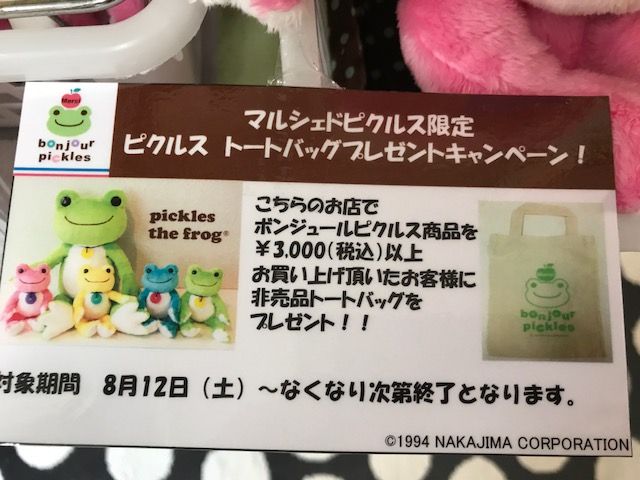 Merci
bonjour
pickles
マルシェドピクルス限定
ピクルス トートバッグプレゼントキャンペーン！
pickles
the frog®
こちらのお店で
ボンジュールピクルス商品を
￥3,000(税込)以上
お買い上げ頂いたお客様に
非売品トートバッグを
プレゼント！！
bonjour
pickles
対象期間 8月12日（土）～なくなり次第終了となります。
©1994 NAKAJIMA CORPORATION